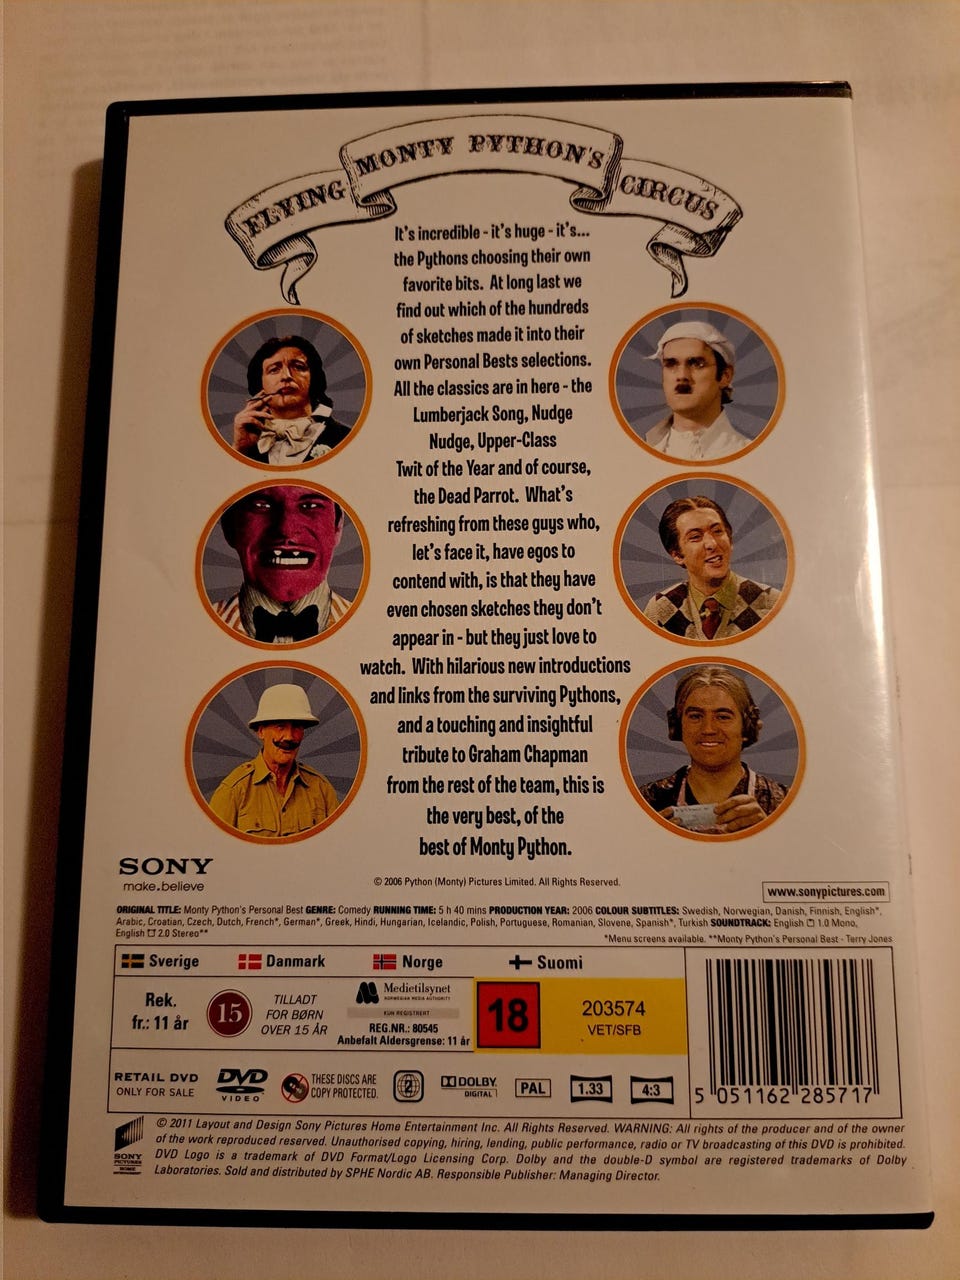 FLYING MONTY PYTHON'S CIRCUS
It's incredible - it's huge - it's...
the Pythons choosing their own
favorite bits. At long last we
find out which of the hundreds
of sketches made it into their
own Personal Bests selections.
All the classics are in here - the
Lumberjack Song, Nudge
Nudge, Upper-Class
Twit of the Year and of course,
the Dead Parrot. What's
refreshing from these guys who,
let's face it, have egos to
contend with, is that they have
even chosen sketches they don't
appear in - but they just love to
watch. With hilarious new introductions
and links from the surviving Pythons,
and a touching and insightful
tribute to Graham Chapman
from the rest of the team, this is
the very best, of the
best of Monty Python.
SONY
make.believe
© 2006 Python (Monty) Pictures Limited. All Rights Reserved.
www.sonypictures.com
ORIGINAL TITLE: Monty Python's Personal Best GENRE: Comedy RUNNING TIME: 5 h 40 mins PRODUCTION YEAR: 2006 COLOUR SUBTITLES: Swedish, Norwegian, Danish, Finnish, English*,
Arabic, Croatian, Czech, Dutch, French*, German*, Greek, Hindi, Hungarian, Icelandic, Polish, Portuguese, Romanian, Slovene, Spanish*, Turkish SOUNDTRACK: English 1.0 Mono,
English 2.0 Stereo**
*Menu screens available. **Monty Python's Personal Best - Terry Jones
Sverige Danmark Norge Suomi
Rek.
fr.: 11 år
15
TILLADT
FOR BØRN
OVER 15 ÅR
Medietilsynet
NORWEGIAN MEDIA AUTHORITY
KUN REGISTRERT
REG.NR.: 80545
Anbefalt Aldersgrense: 11 år
18
203574
VET/SFB
RETAIL DVD
ONLY FOR SALE
DVD
VIDEO
THESE DISCS ARE
COPY PROTECTED.
2
DOLBY
DIGITAL
PAL
1.33
4:3
5 051162 285717
SONY
PICTURES
HOME
ENTERTAINMENT
© 2011 Layout and Design Sony Pictures Home Entertainment Inc. All Rights Reserved. WARNING: All rights of the producer and of the owner
of the work reproduced reserved. Unauthorised copying, hiring, lending, public performance, radio or TV broadcasting of this DVD is prohibited.
DVD Logo is a trademark of DVD Format/Logo Licensing Corp. Dolby and the double-D symbol are registered trademarks of Dolby
Laboratories. Sold and distributed by SPHE Nordic AB. Responsible Publisher: Managing Director.